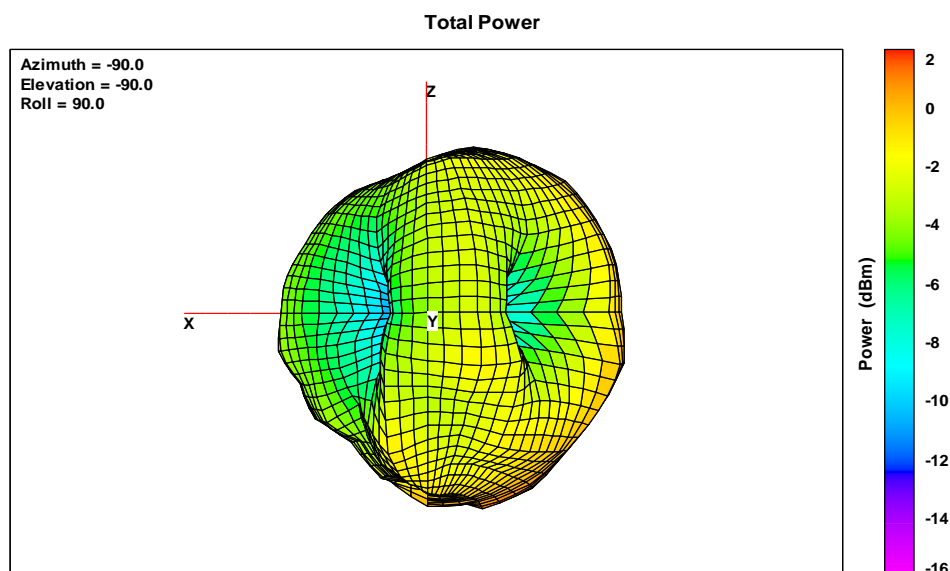 Total Power
Azimuth = -90.0
Elevation = -90.0
Roll = 90.0
Z
X
Y
2
0
-2
-4
-6
-8
-10
-12
-14
-16
Power (dBm)